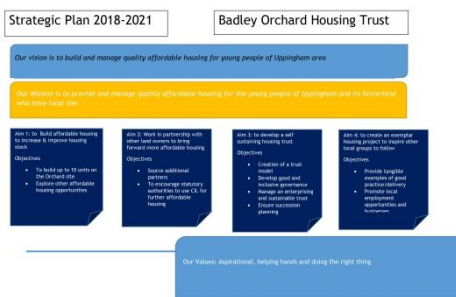 Strategic Plan 2018-2021
Badley Orchard Housing Trust
Our vision is to build and manage quality affordable housing for young people of Uppingham area
Our Mission is to provide and manage quality affordable housing for the young people of Uppingham and its hinterland
who have local ties
Aim 1: to Build affordable housing
to increase & improve housing
stock
Objectives
• To build up to 10 units on
the Orchard site
• Explore other affordable
housing opportunities
Aim 2: Work in partnership with
other land owners to bring
forward more affordable housing
Objectives
• Source additional
partners
• To encourage statutory
authorities to use CIL for
further affordable
housing
Aim 3: to develop a self
sustaining housing trust
Objectives
• Creation of a trust
model
• Develop good and
inclusive governance
• Manage an enterprising
and sustainable trust
• Ensure succession
planning
Aim 4: to create an exemplar
housing project to inspire other
local groups to follow
Objectives
• Provide tangible
examples of good
practice/delivery
• Promote local
employment
opportunities and
businesses
Our Values: Aspirational, helping hands and doing the right thing